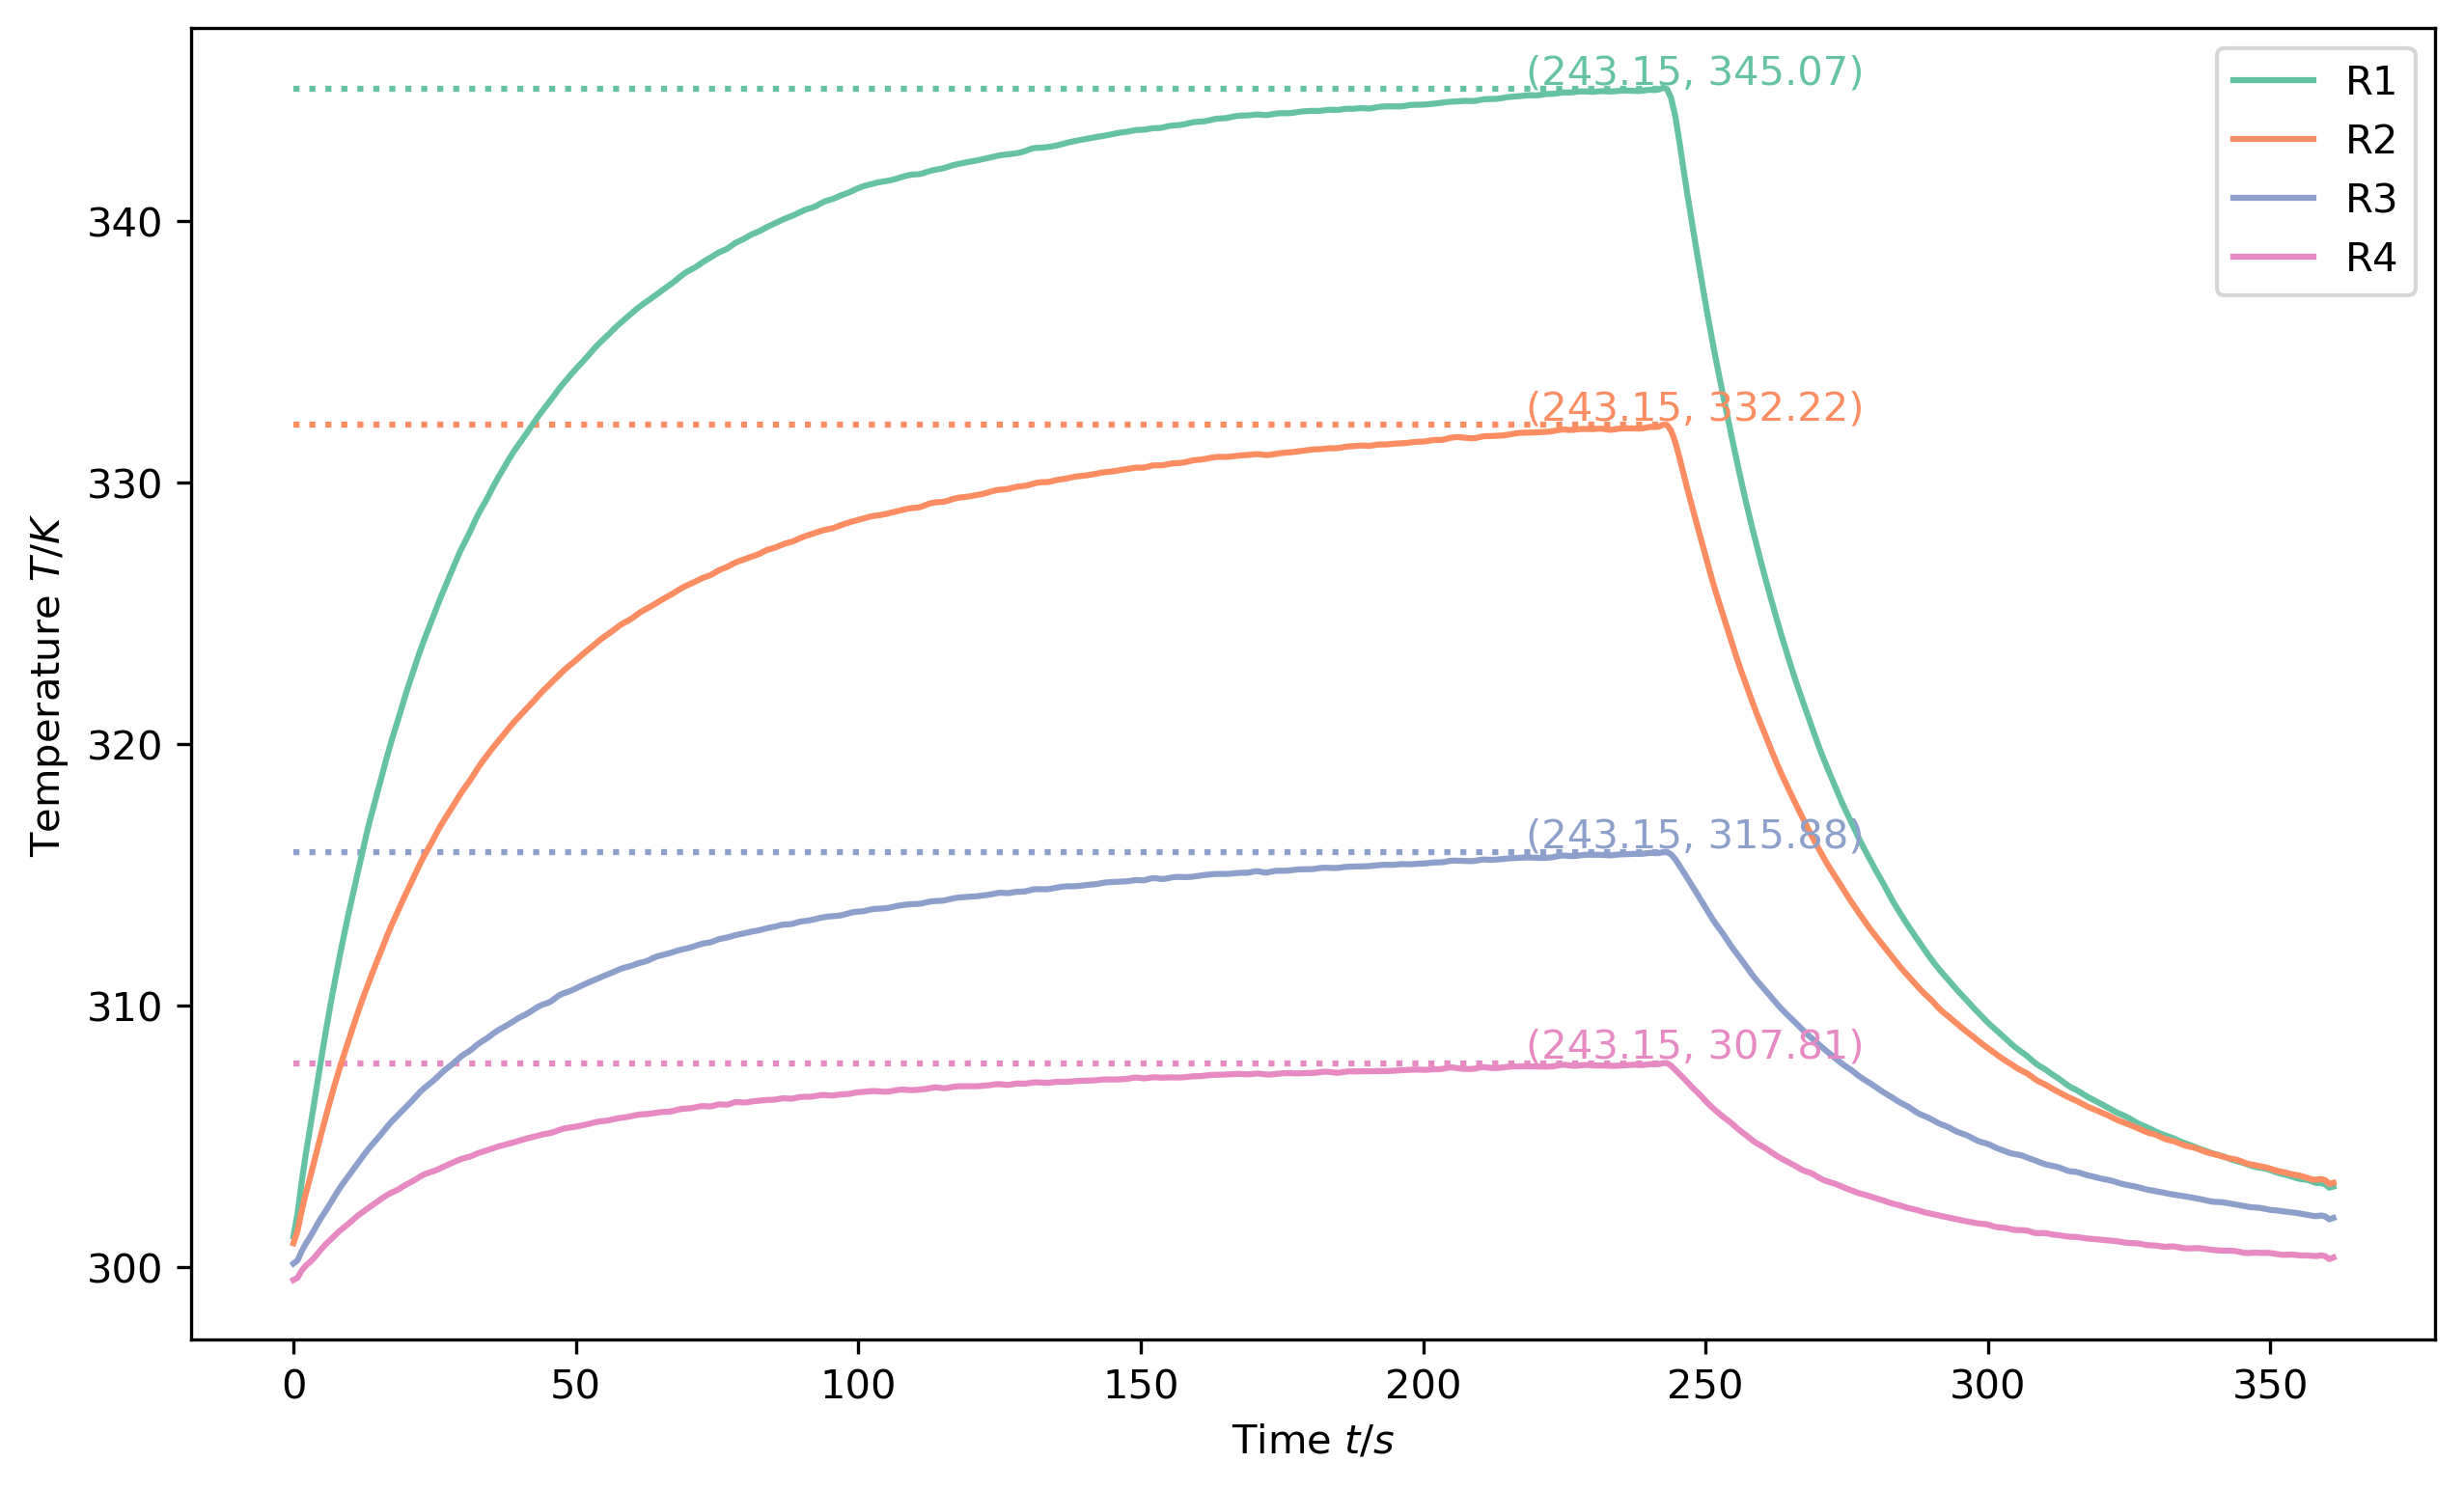 (243.15, 345.07)
R1
R2
R3
R4
340
(243.15, 332.22)
330
Temperature T/K
320
(243.15, 315.88)
310
(243.15, 307.81)
300
0 50 100 150 200 250 300 350
Time t/s